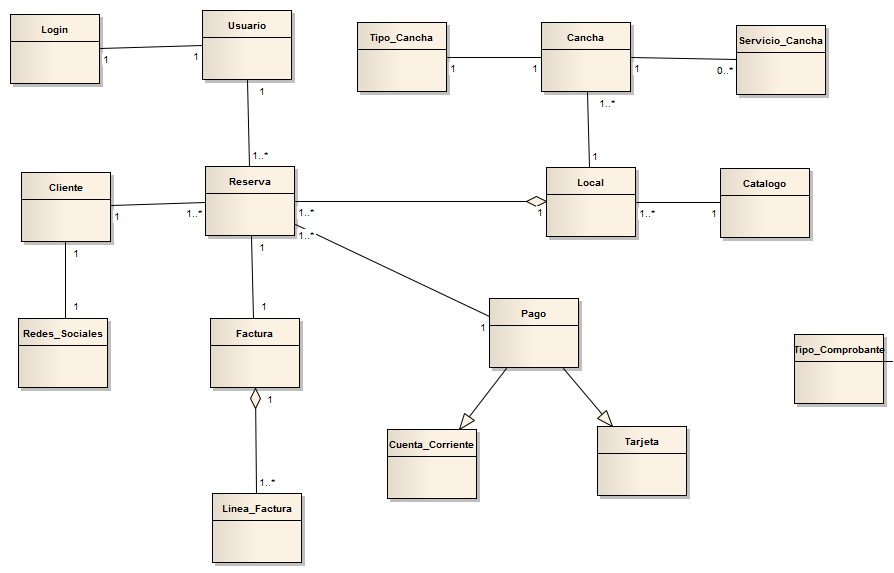 Login
1
Usuario
1
1
Tipo_Cancha
1
Cancha
1
1
1..*
Servicio_Cancha
0..*
1..*
Cliente
1
1..*
Reserva
1..*
1..*
Local
1
1
1..*
Catalogo
1
1
1
1
1
Redes_Sociales
Factura
1
Pago
1
Tipo_Comprobante
1..*
Cuenta_Corriente
Tarjeta
Linea_Factura